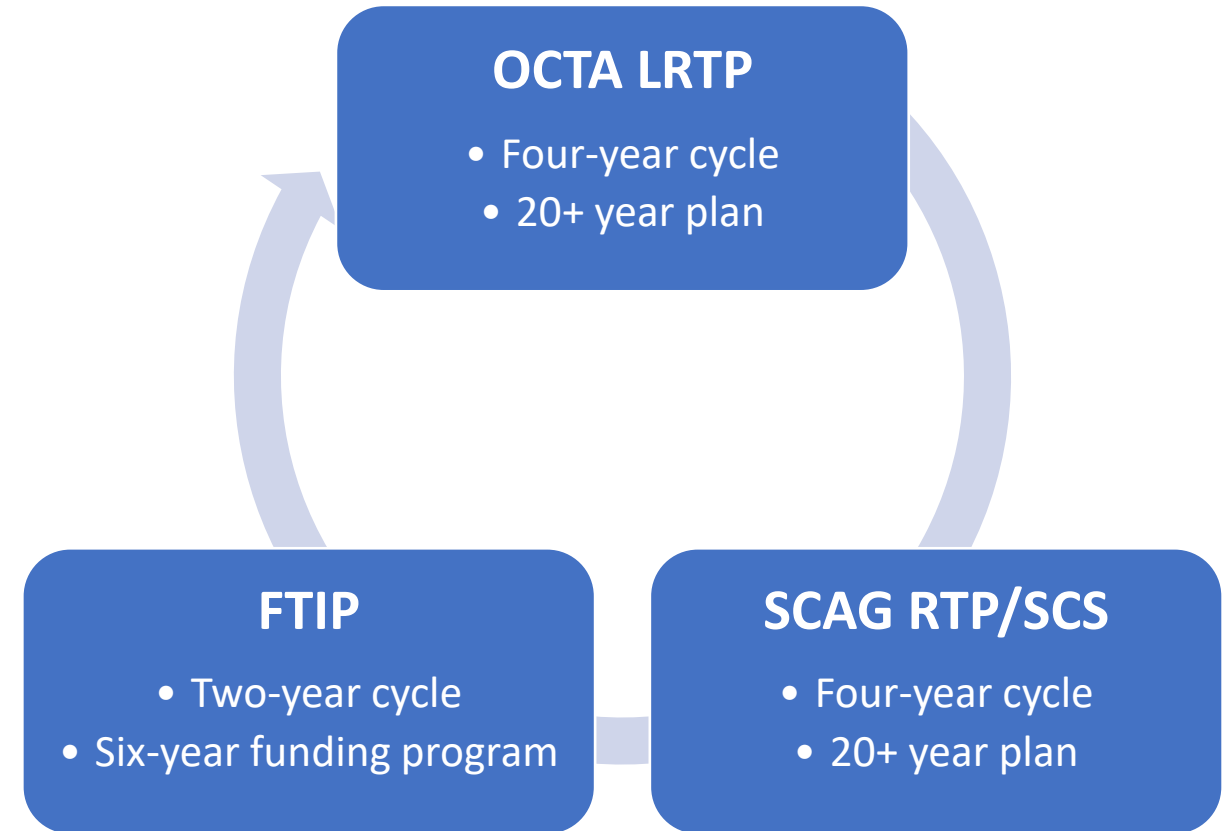 OCTA LRTP
• Four-year cycle
• 20+ year plan
FTIP
• Two-year cycle
• Six-year funding program
SCAG RTP/SCS
• Four-year cycle
• 20+ year plan